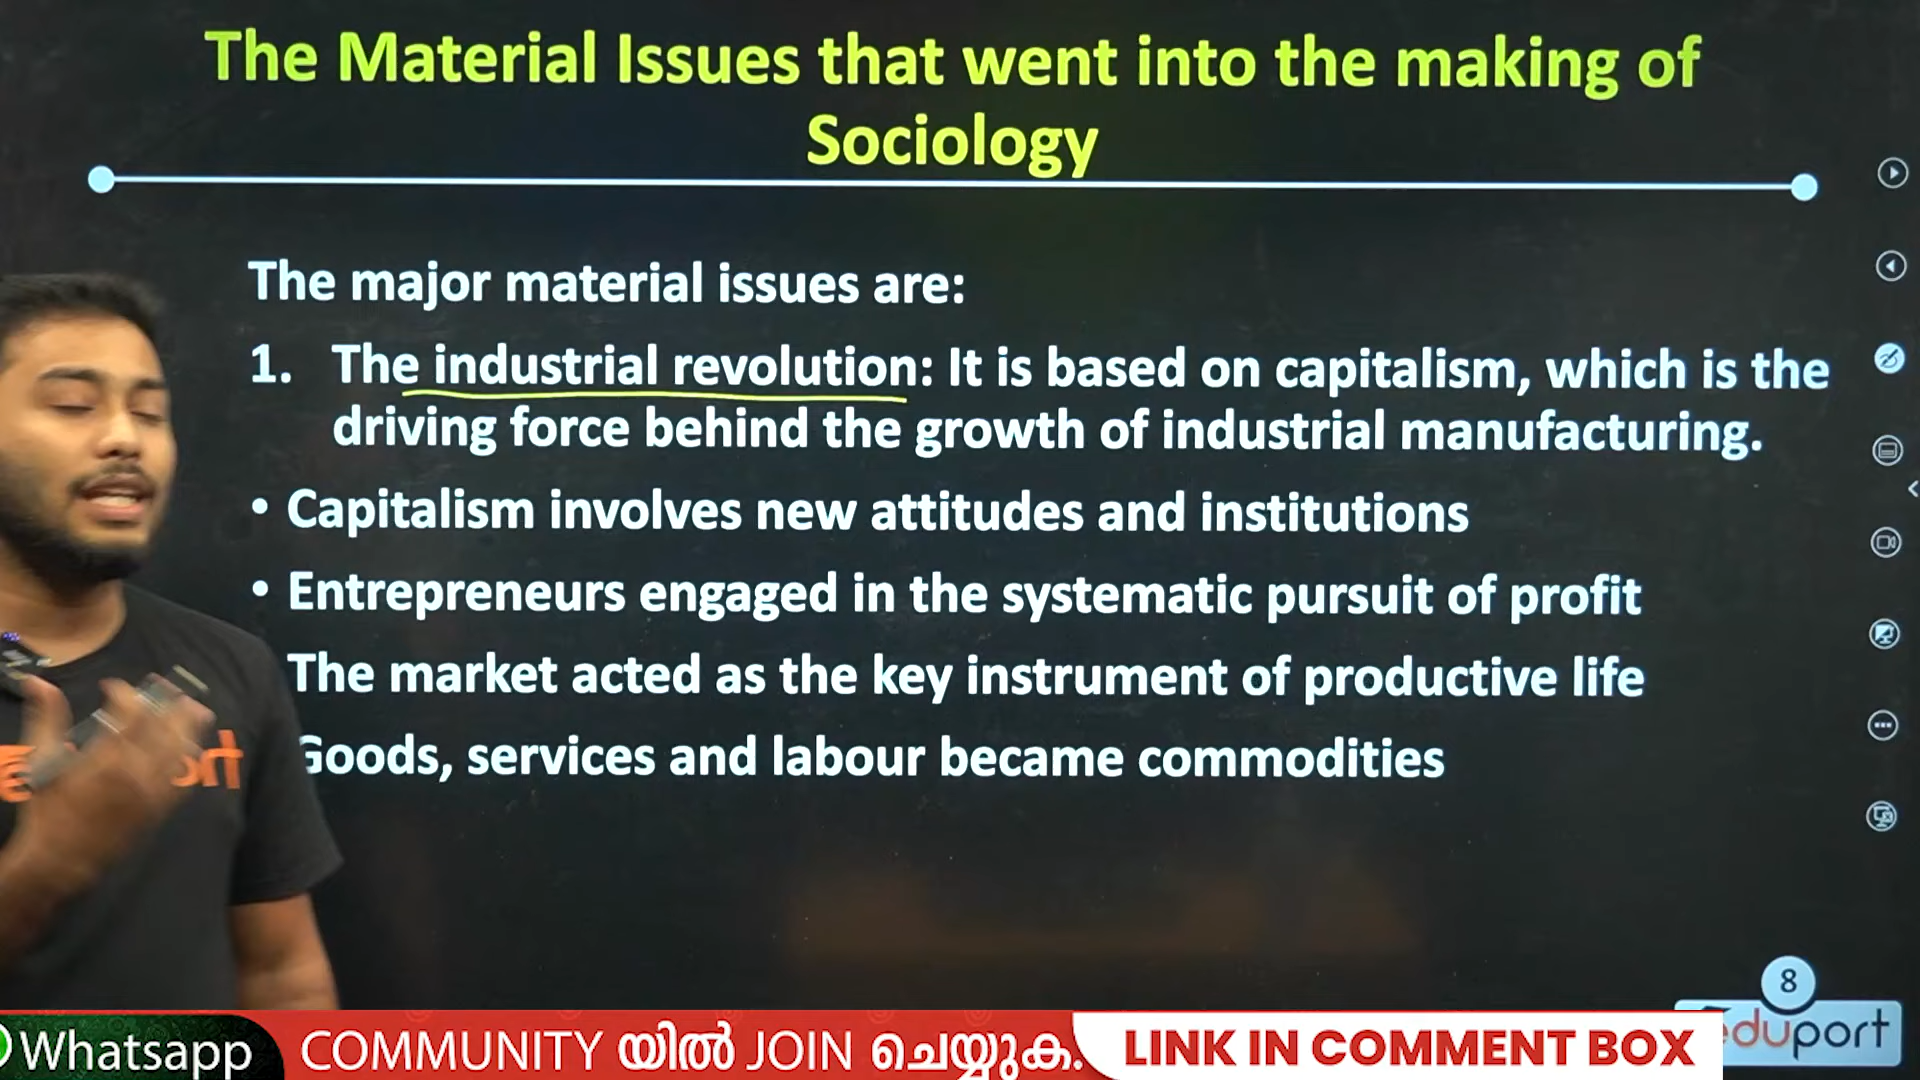 The Material Issues that went into the making of
Sociology
The major material issues are:
1. The industrial revolution: It is based on capitalism, which is the
driving force behind the growth of industrial manufacturing.
• Capitalism involves new attitudes and institutions
• Entrepreneurs engaged in the systematic pursuit of profit
The market acted as the key instrument of productive life
Goods, services and labour became commodities
8
eduport
Whatsapp COMMUNITY യിൽ JOIN ചെയ്യുക. LINK IN COMMENT BOX